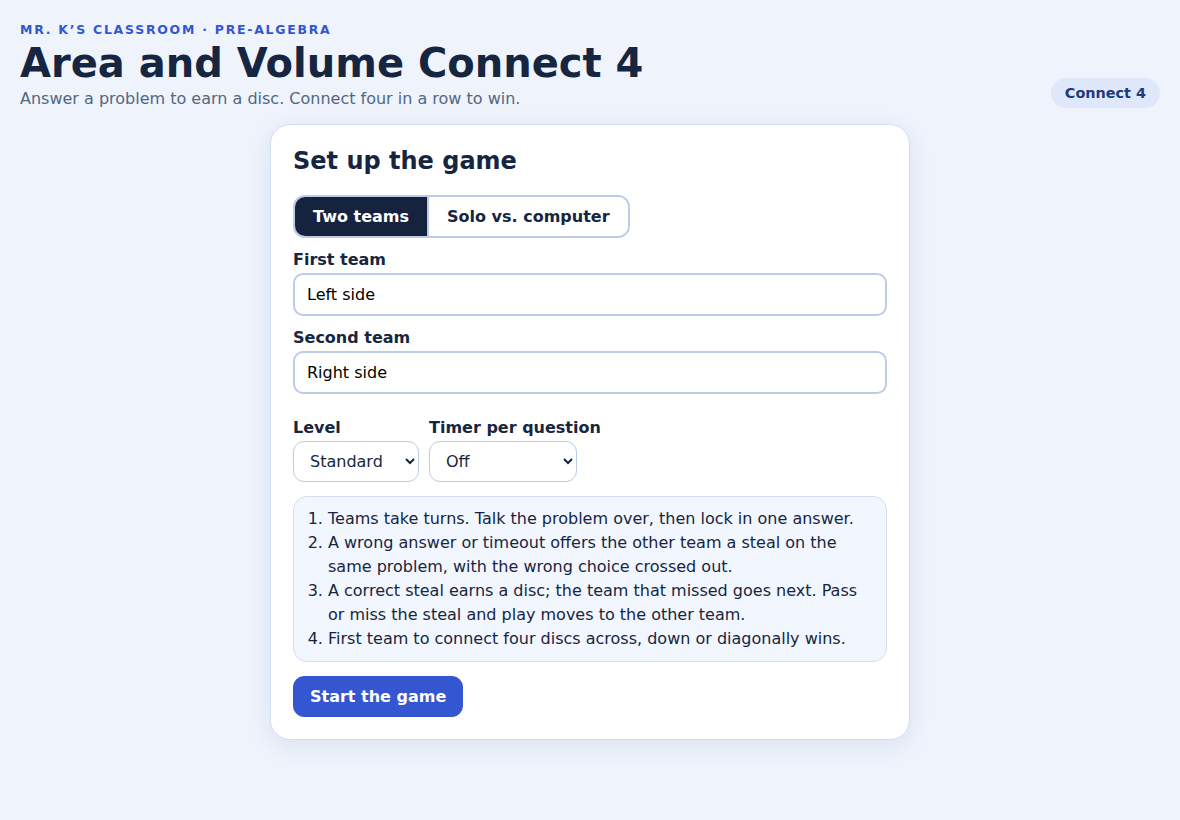 MR. K’S CLASSROOM · PRE-ALGEBRA
Area and Volume Connect 4
Answer a problem to earn a disc. Connect four in a row to win.
Connect 4
Set up the game
Two teams
Solo vs. computer
First team
Left side
Second team
Right side
Level
Timer per question
Standard
Off
1. Teams take turns. Talk the problem over, then lock in one answer.
2. A wrong answer or timeout offers the other team a steal on the
same problem, with the wrong choice crossed out.
3. A correct steal earns a disc; the team that missed goes next. Pass
or miss the steal and play moves to the other team.
4. First team to connect four discs across, down or diagonally wins.
Start the game